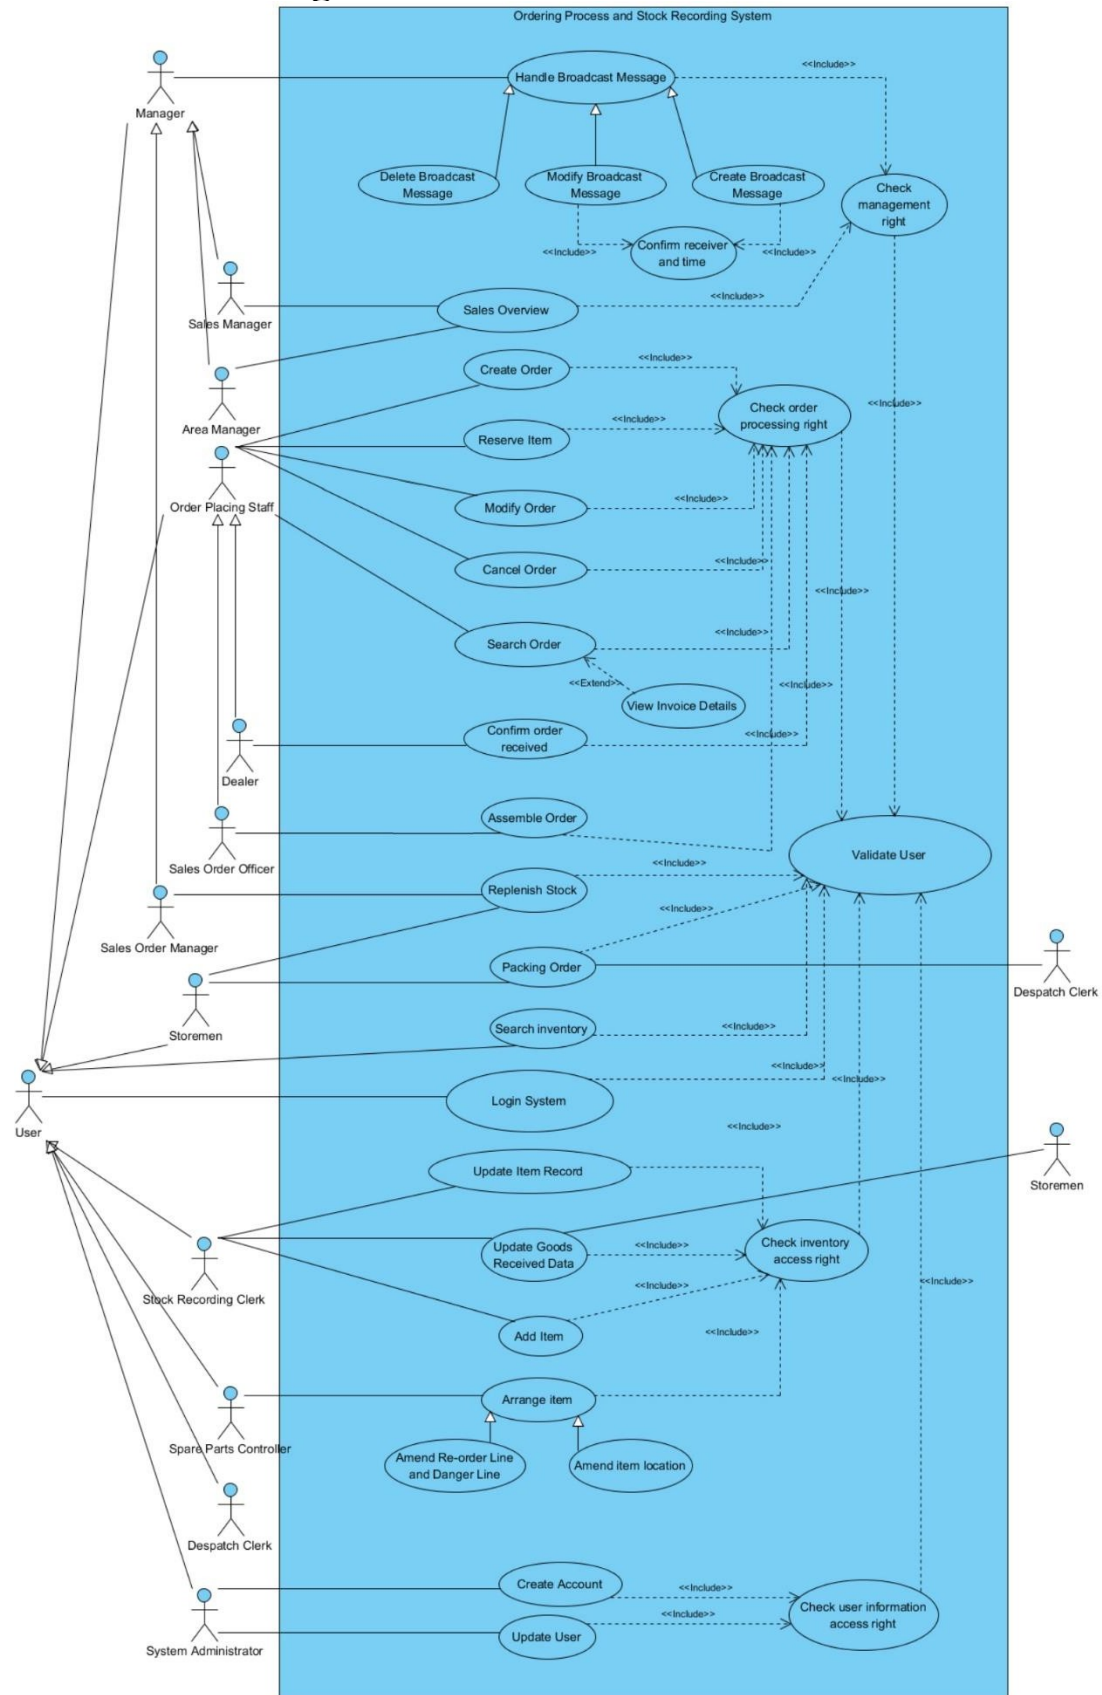 Ordering Process and Stock Recording System
Handle Broadcast Message
<<Include>>
Manager
Delete Broadcast
Message
Modify Broadcast
Message
Create Broadcast
Message
Check
management
right
<<Include>>
Confirm receiver
and time
<<Include>>
Sales Manager
Sales Overview
<<Include>>
Create Order
<<Include>>
Area Manager
Check order
processing right
<<Include>>
Reserve Item
<<Include>>
Order Placing Staff
Modify Order
<<Include>>
Cancel Order
<<Include>>
<<Include>>
Search Order
<<Include>>
<<Extend>>
<<Include>>
View Invoice Details
Confirm order
received
<<Include>>
Dealer
Assemble Order
Sales Order Officer
Validate User
<<Include>>
Replenish Stock
<<Include>>
Sales Order Manager
Packing Order
Despatch Clerk
Storemen
Search inventory
<<Include>>
<<Include>>
<<Include>>
Login System
User
<<Include>>
Update Item Record
Storemen
Update Goods
Received Data
<<Include>>
Check inventory
access right
<<Include>>
<<Include>>
Stock Recording Clerk
Add Item
<<Include>>
Arrange item
Spare Parts Controller
Amend Re-order Line
and Danger Line
Amend item location
Despatch Clerk
Create Account
<<Include>>
Check user information
access right
<<Include>>
Update User
System Administrator